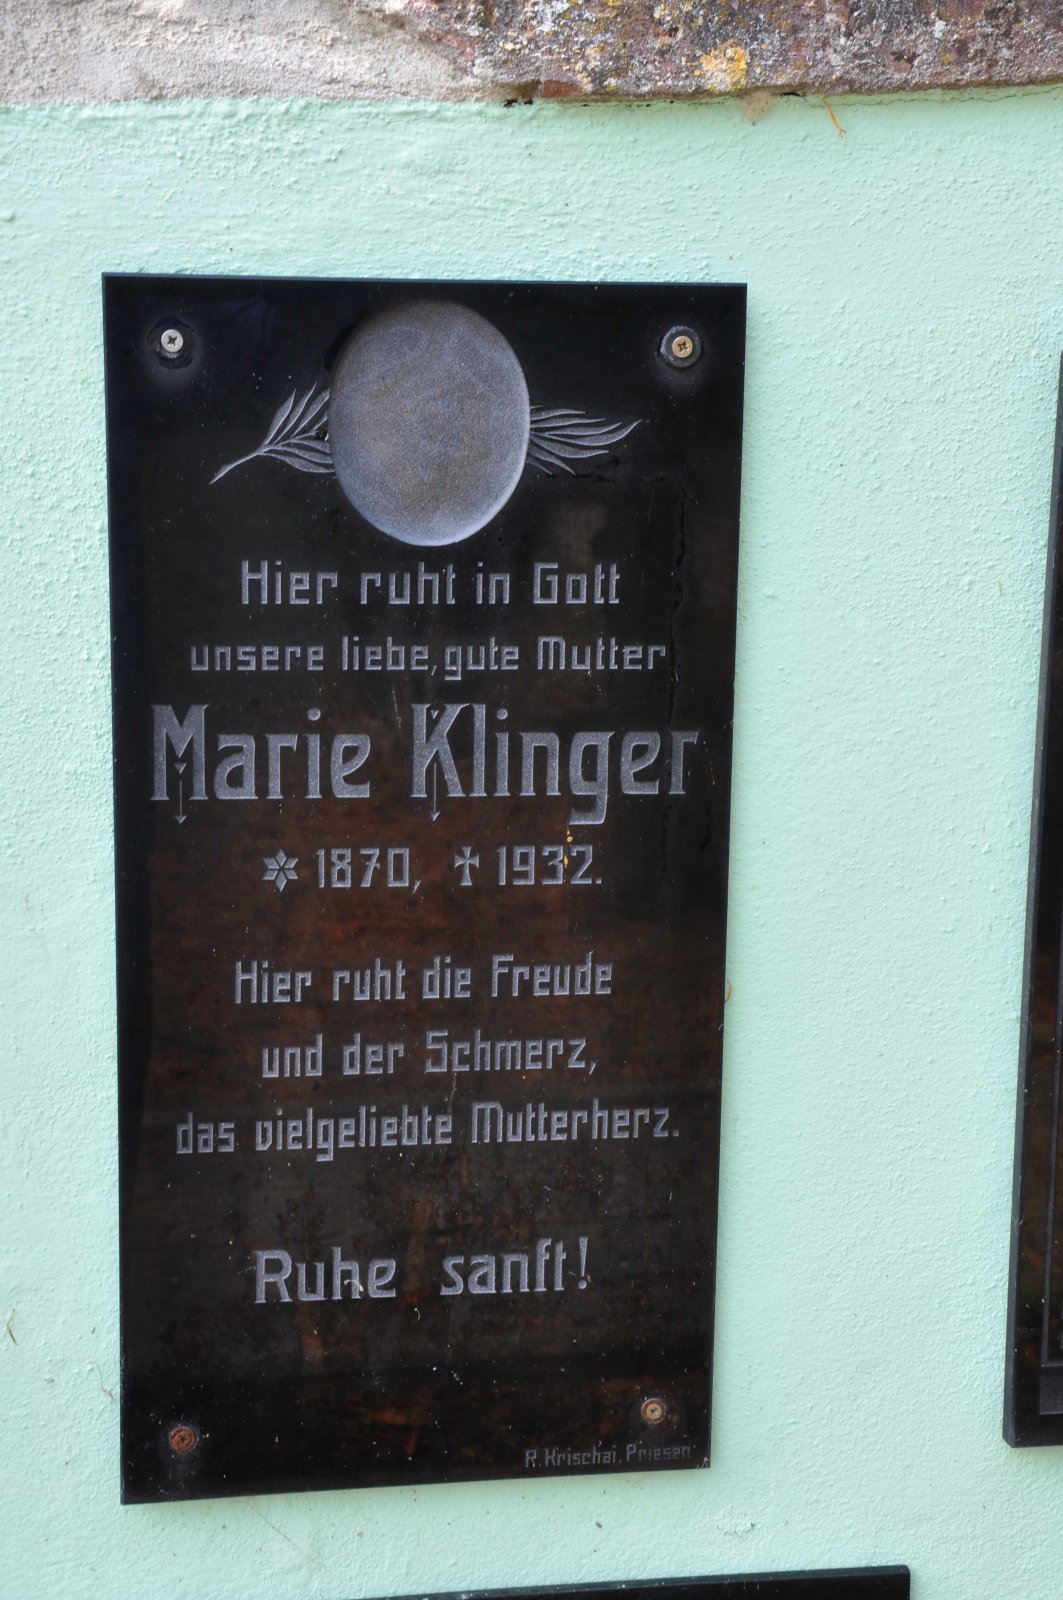 Hier ruht in Gott
unsere liebe, gute Mutter
Marie Klinger
* 1870, ✝ 1932.
Hier ruht die Freude
und der Schmerz,
das vielgeliebte Mutterherz.
Ruhe sanft!
R. Krischai, Priesen